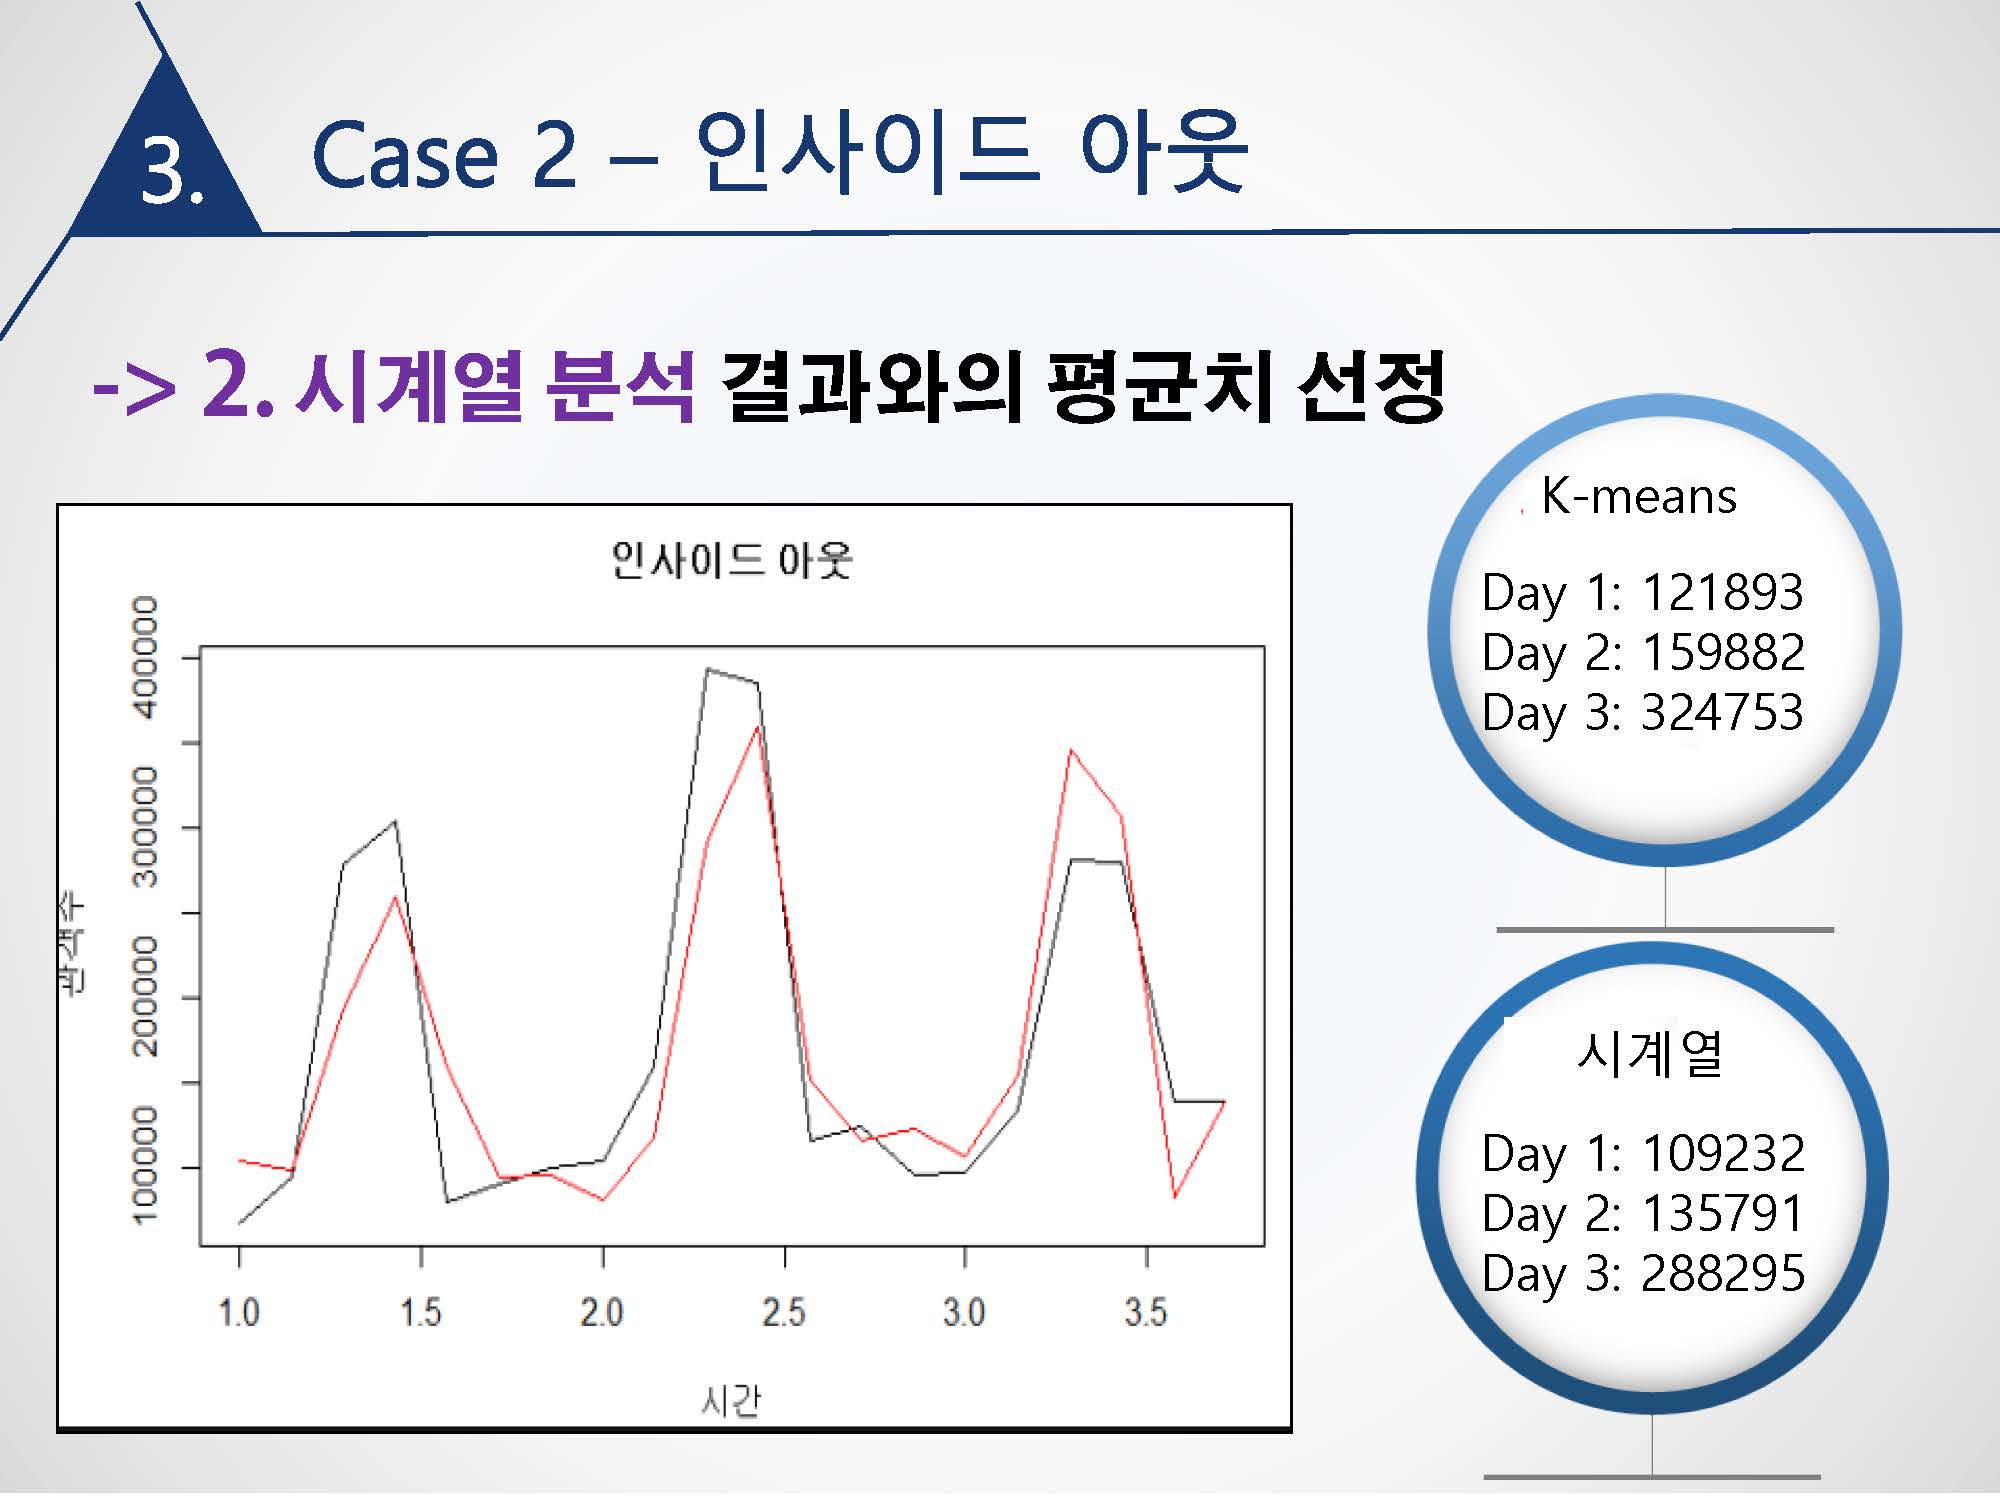 3.
Case 2 – 인사이드 아웃
-> 2. 시계열 분석 결과와의 평균치 선정
인사이드 아웃
400000
300000
200000
100000
관객수
1.0 1.5 2.0 2.5 3.0 3.5
시간
K-means
Day 1: 121893
Day 2: 159882
Day 3: 324753
시계열
Day 1: 109232
Day 2: 135791
Day 3: 288295